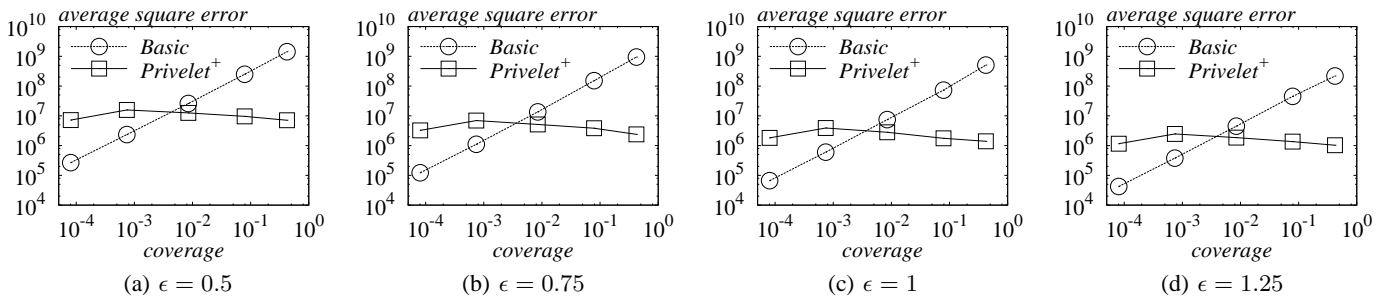 average square error
10^10
10^9
10^8
10^7
10^6
10^5
10^4
Basic
Privelet^+
10^-4 10^-3 10^-2 10^-1 10^0
coverage
(a) ϵ = 0.5
average square error
10^10
10^9
10^8
10^7
10^6
10^5
10^4
Basic
Privelet^+
10^-4 10^-3 10^-2 10^-1 10^0
coverage
(b) ϵ = 0.75
average square error
10^10
10^9
10^8
10^7
10^6
10^5
10^4
Basic
Privelet^+
10^-4 10^-3 10^-2 10^-1 10^0
coverage
(c) ϵ = 1
average square error
10^10
10^9
10^8
10^7
10^6
10^5
10^4
Basic
Privelet^+
10^-4 10^-3 10^-2 10^-1 10^0
coverage
(d) ϵ = 1.25